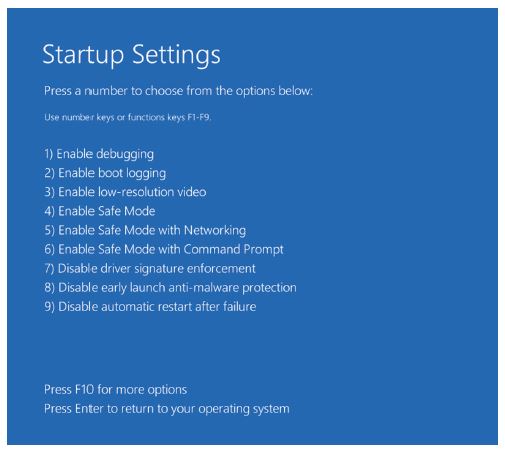 Startup Settings
Press a number to choose from the options below:
Use number keys or functions keys F1-F9.
1) Enable debugging
2) Enable boot logging
3) Enable low-resolution video
4) Enable Safe Mode
5) Enable Safe Mode with Networking
6) Enable Safe Mode with Command Prompt
7) Disable driver signature enforcement
8) Disable early launch anti-malware protection
9) Disable automatic restart after failure
Press F10 for more options
Press Enter to return to your operating system